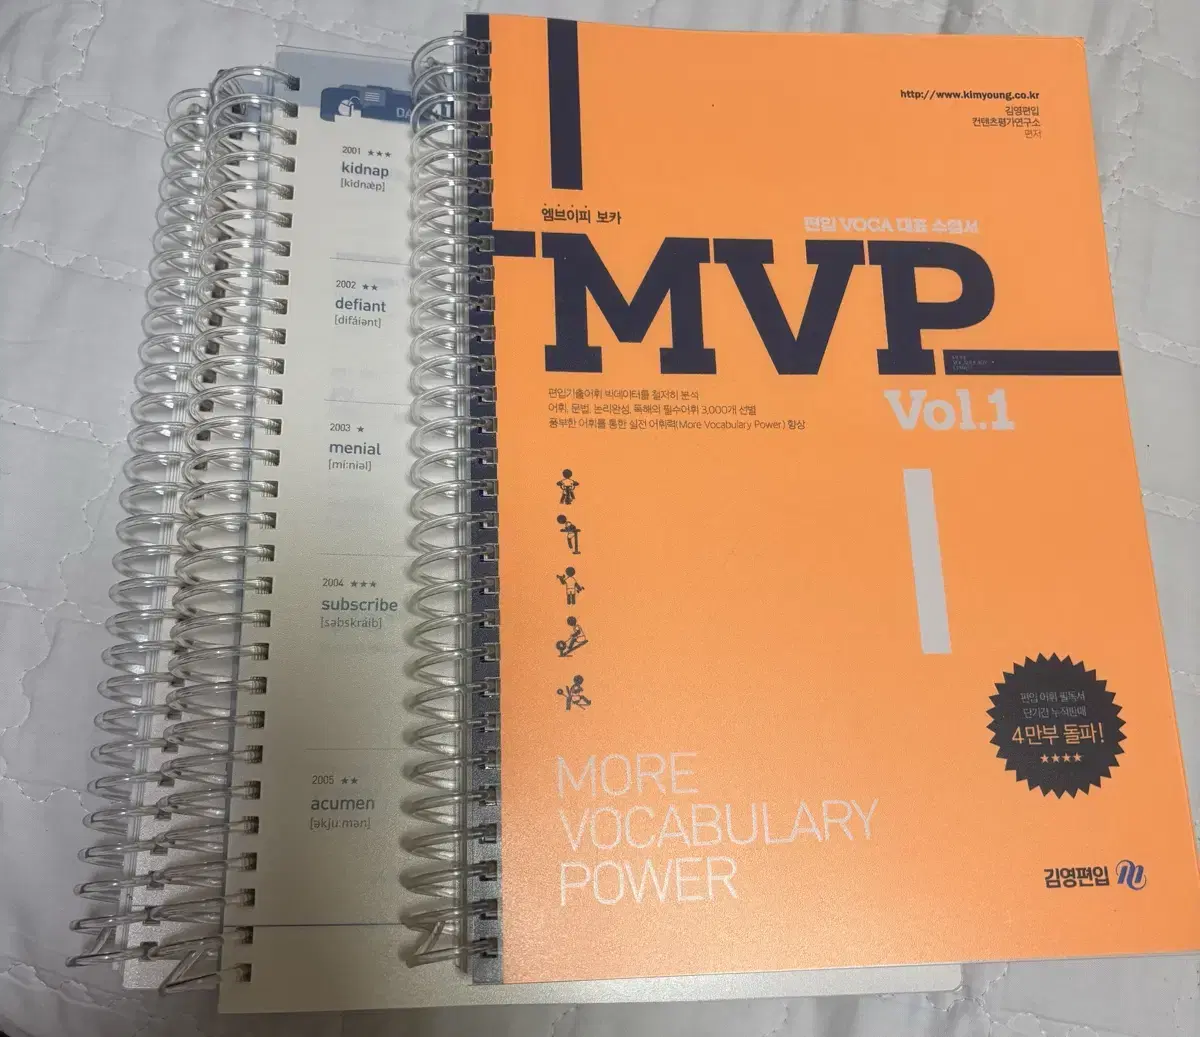 2001 ★★★
kidnap
[kidnǽp]
2002 ★★
defiant
[difáiənt]
2003 ★
menial
[míːniəl]
2004 ★★★
subscribe
[səbskráib]
2005 ★★
acumen
[əkjúːmən]
http://www.kimyoung.co.kr
김영편입
컨텐츠평가연구소
편저
엠브이피 보카
편입 VOCA 대표 수험서
MVP
Vol.1
편입기출어휘 빅데이터를 철저히 분석
어휘, 문법, 논리완성, 독해의 필수어휘 3,000개 선별
풍부한 어휘를 통한 실전 어휘력(More Vocabulary Power) 향상
편입 어휘 필독서
단기간 누적판매
4만부 돌파!
★★★★
MORE
VOCABULARY
POWER
김영편입